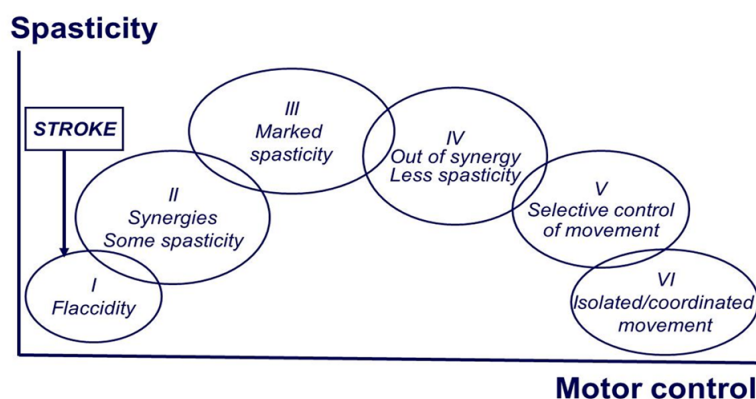 Spasticity
STROKE
I
Flaccidity
II
Synergies
Some spasticity
III
Marked
spasticity
IV
Out of synergy
Less spasticity
V
Selective control
of movement
VI
Isolated/coordinated
movement
Motor control